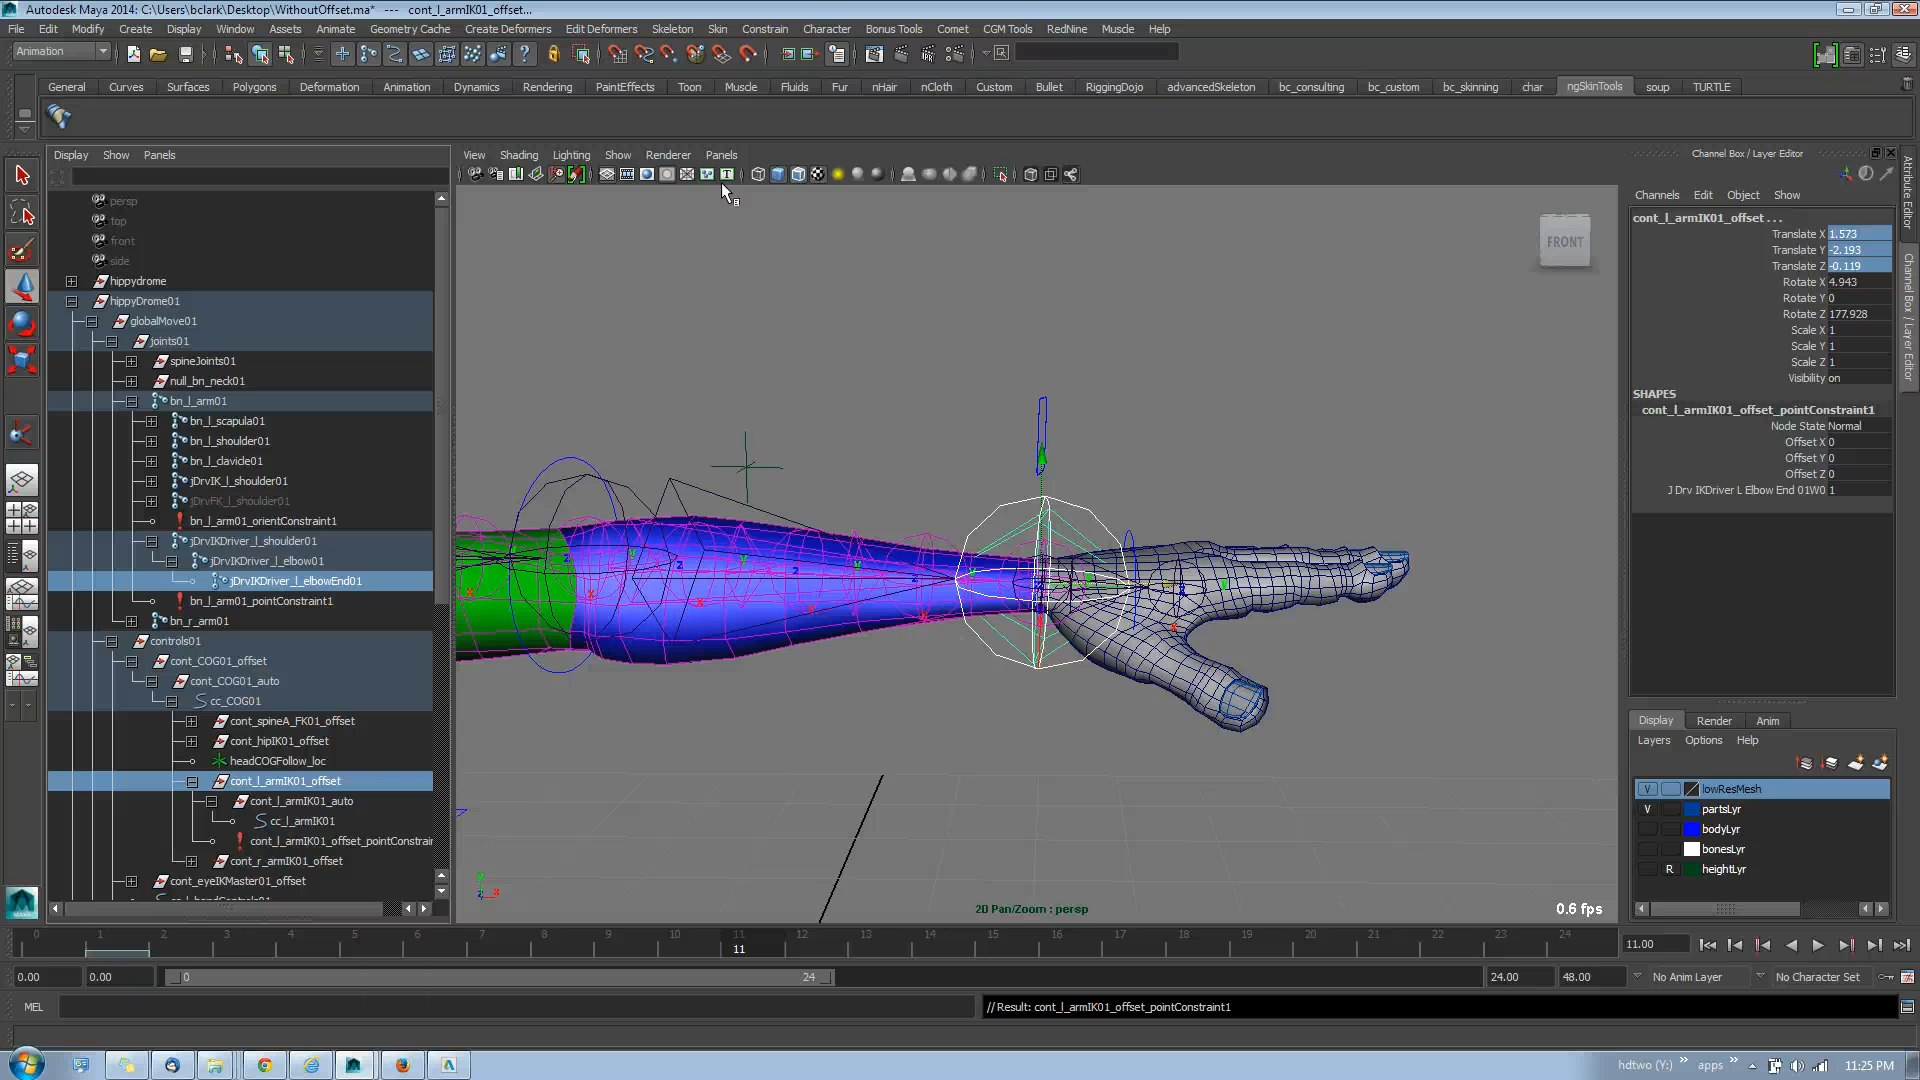 Autodesk Maya 2014: C:\Users\bclark\Desktop\WithoutOffset.ma* --- cont_l_armIK01_offset...
File Edit Modify Create Display Window Assets Animate Geometry Cache Create Deformers Edit Deformers Skeleton Skin Constrain Character Bonus Tools Comet CGM Tools RedNine Muscle Help
Animation
General Curves Surfaces Polygons Deformation Animation Dynamics Rendering PaintEffects Toon Muscle Fluids Fur nHair nCloth Custom Bullet RiggingDojo advancedSkeleton bc_consulting bc_custom bc_skinning char ngSkinTools soup TURTLE
Display Show Panels
View Shading Lighting Show Renderer Panels
Channel Box / Layer Editor
Channels Edit Object Show
persp
top
front
side
hippydrome
hippyDrome01
globalMove01
joints01
spineJoints01
null_bn_neck01
bn_l_arm01
bn_l_scapula01
bn_l_shoulder01
bn_l_clavicle01
jDrvIK_l_shoulder01
jDrvFK_l_shoulder01
bn_l_arm01_orientConstraint1
jDrvIKDriver_l_shoulder01
jDrvIKDriver_l_elbow01
jDrvIKDriver_l_elbowEnd01
bn_l_arm01_pointConstraint1
bn_r_arm01
controls01
cont_COG01_offset
cont_COG01_auto
cc_COG01
cont_spineA_FK01_offset
cont_hipIK01_offset
headCOGFollow_loc
cont_l_armIK01_offset
cont_l_armIK01_auto
cc_l_armIK01
cont_l_armIK01_offset_pointConstrain
cont_r_armIK01_offset
cont_eyeIKMaster01_offset
FRONT
2D Pan/Zoom : persp
0.6 fps
cont_l_armIK01_offset ...
Translate X 1.573
Translate Y -2.193
Translate Z -0.119
Rotate X 4.943
Rotate Y 0
Rotate Z 177.928
Scale X 1
Scale Y 1
Scale Z 1
Visibility on
SHAPES
cont_l_armIK01_offset_pointConstraint1
Node State Normal
Offset X 0
Offset Y 0
Offset Z 0
J Drv IKDriver L Elbow End 01W0 1
Attribute Editor
Channel Box / Layer Editor
Display Render Anim
Layers Options Help
V lowResMesh
V partsLyr
bodyLyr
bonesLyr
R heightLyr
0 1 2 3 4 5 6 7 8 9 10 11 12 13 14 15 16 17 18 19 20 21 22 23 24
11
11.00
0.00 0.00 0 24 24.00 48.00 No Anim Layer No Character Set
MEL
// Result: cont_l_armIK01_offset_pointConstraint1
hdtwo (Y:) apps 11:25 PM